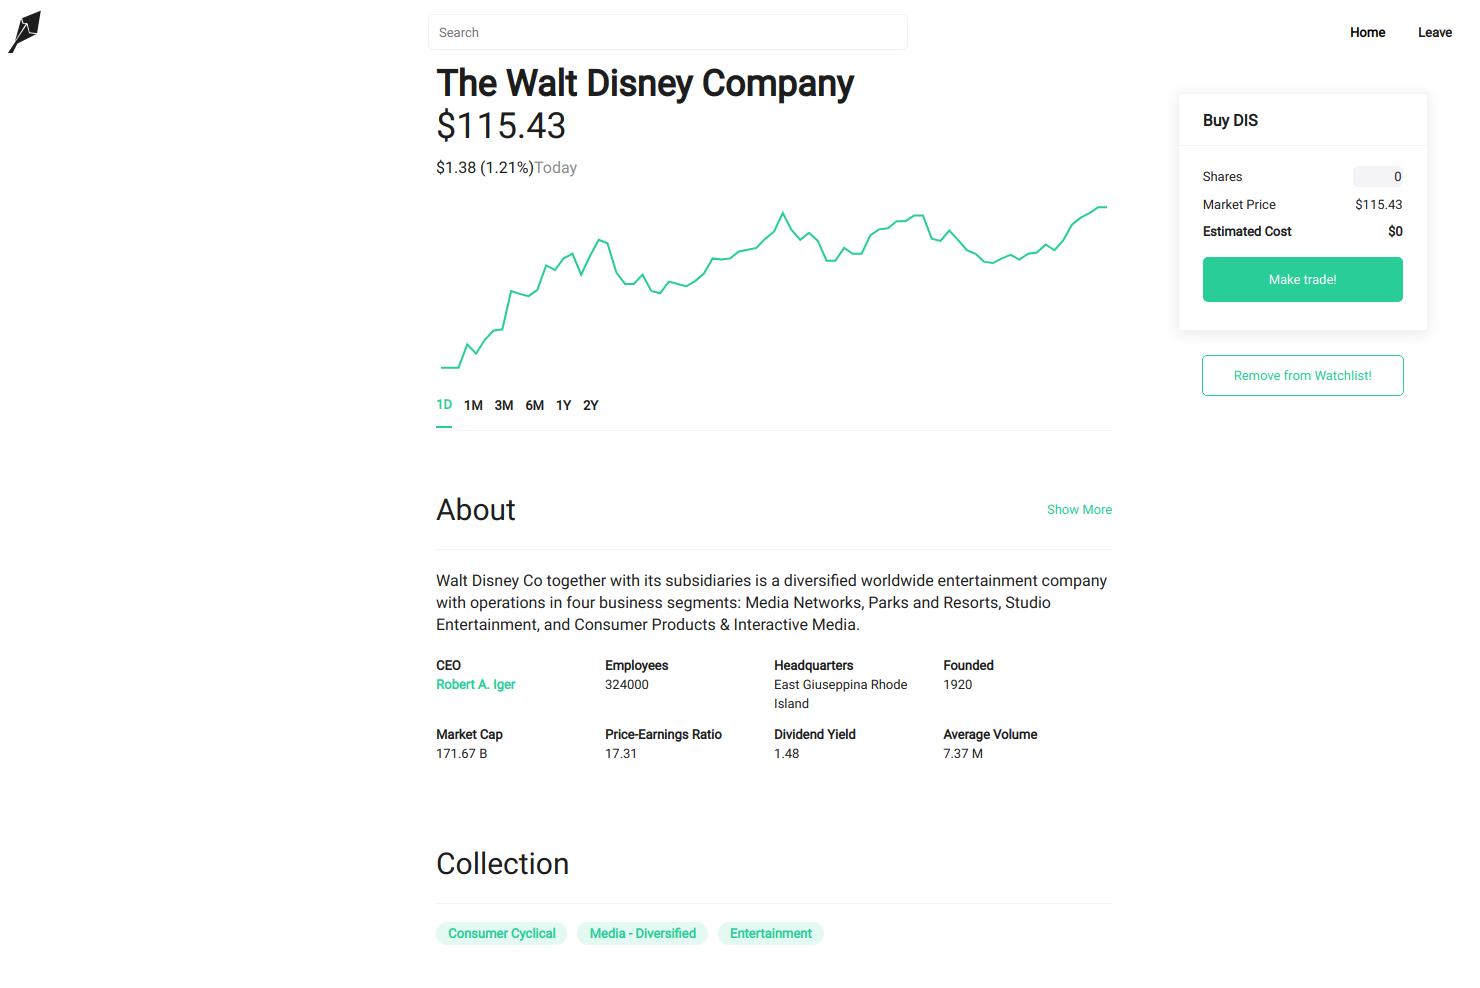 Search
Home
Leave
The Walt Disney Company
$115.43
$1.38 (1.21%)Today
1D 1M 3M 6M 1Y 2Y
Buy DIS
Shares 0
Market Price $115.43
Estimated Cost $0
Make trade!
Remove from Watchlist!
About
Show More
Walt Disney Co together with its subsidiaries is a diversified worldwide entertainment company
with operations in four business segments: Media Networks, Parks and Resorts, Studio
Entertainment, and Consumer Products & Interactive Media.
CEO
Robert A. Iger
Employees
324000
Headquarters
East Giuseppina Rhode
Island
Founded
1920
Market Cap
171.67 B
Price-Earnings Ratio
17.31
Dividend Yield
1.48
Average Volume
7.37 M
Collection
Consumer Cyclical
Media - Diversified
Entertainment